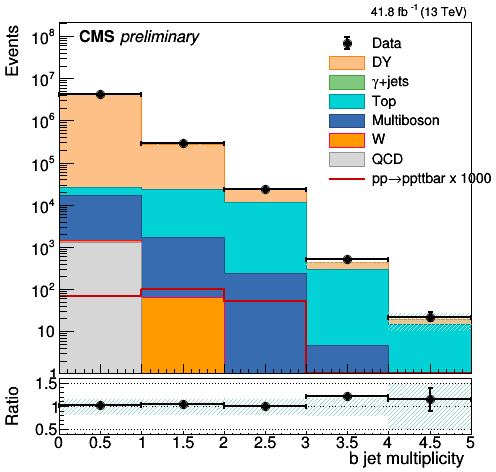 41.8 fb⁻¹ (13 TeV)
CMS preliminary
Events
10⁸
10⁷
10⁶
10⁵
10⁴
10³
10²
10
1
Data
DY
γ+jets
Top
Multiboson
W
QCD
pp→ppttbar x 1000
Ratio
1.5
1
0.5
0 0.5 1 1.5 2 2.5 3 3.5 4 4.5 5
b jet multiplicity